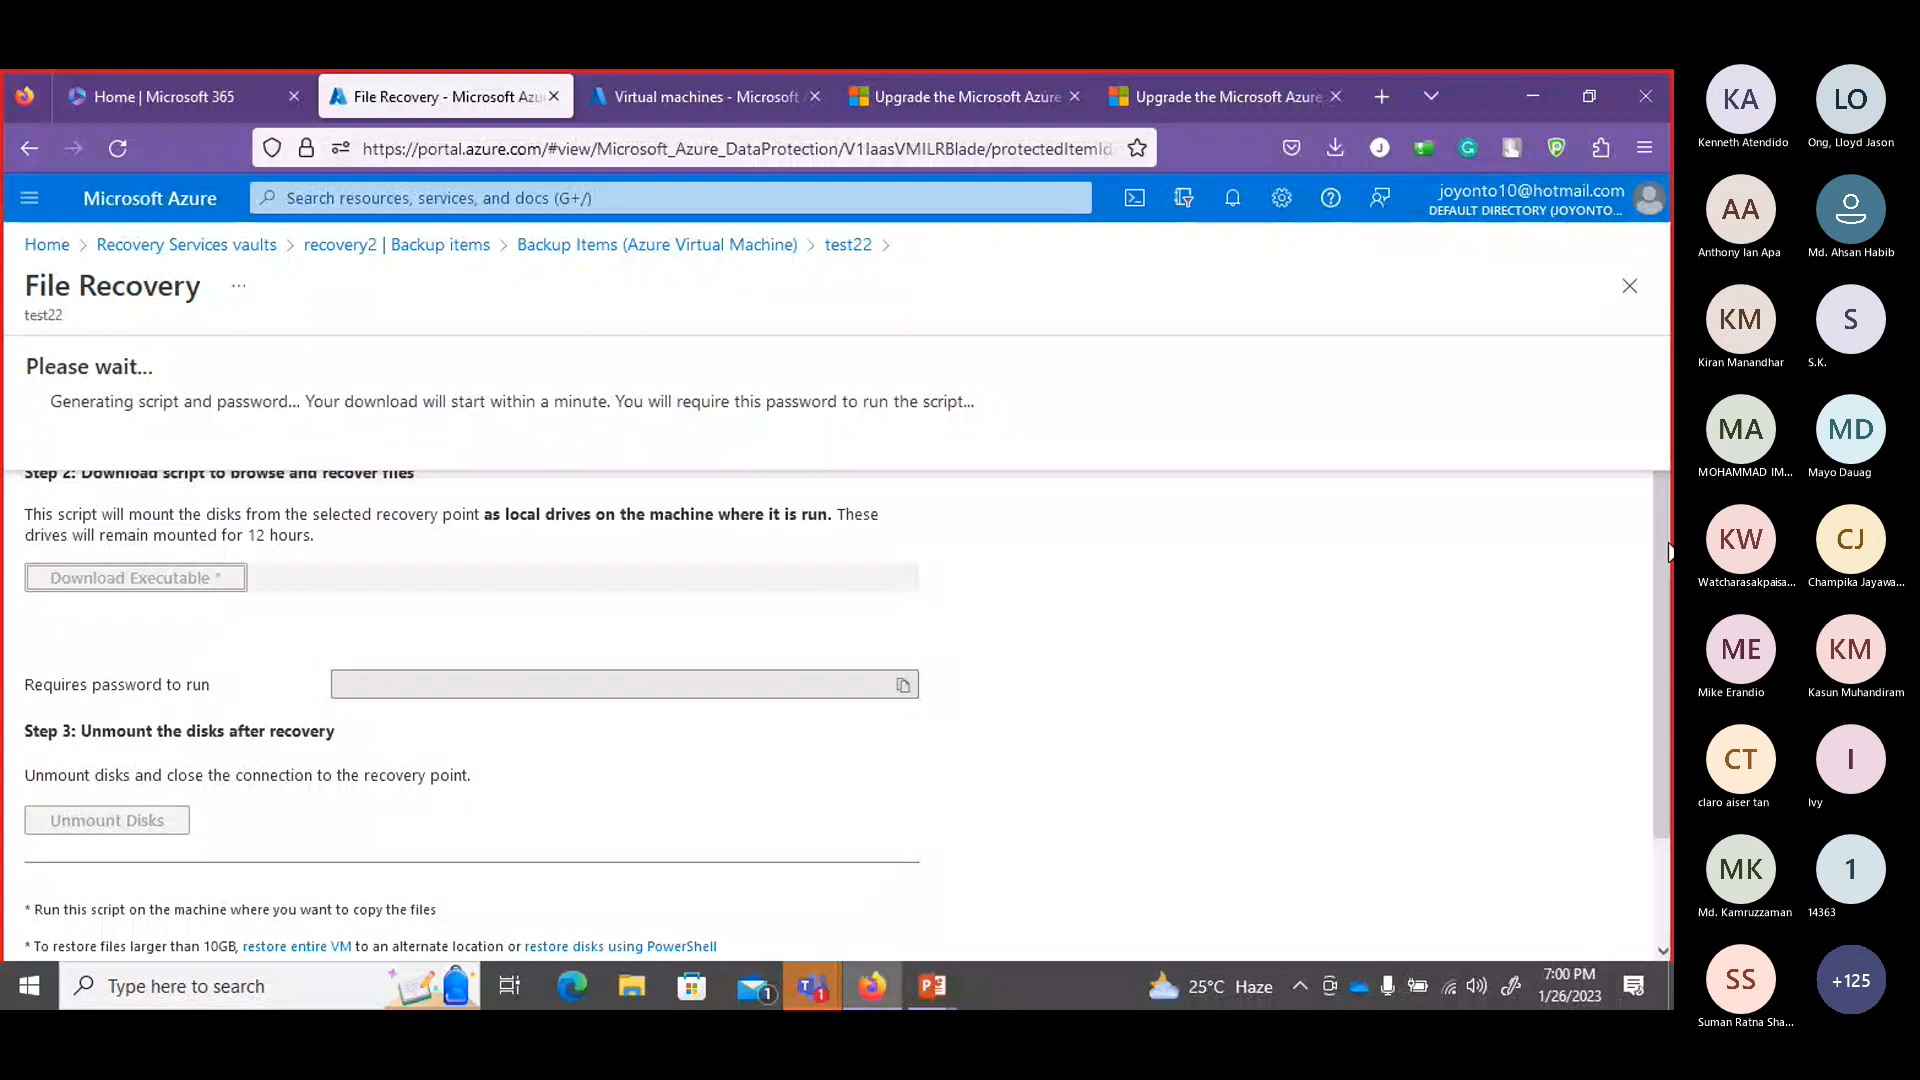 Home | Microsoft 365
File Recovery - Microsoft Azu
Virtual machines - Microsoft
Upgrade the Microsoft Azure
Upgrade the Microsoft Azure
https://portal.azure.com/#view/Microsoft_Azure_DataProtection/V1IaasVMILRBlade/protectedItemId
Microsoft Azure
Search resources, services, and docs (G+/)
joyonto10@hotmail.com
DEFAULT DIRECTORY (JOYONTO...
Home > Recovery Services vaults > recovery2 | Backup items > Backup Items (Azure Virtual Machine) > test22 >
File Recovery ...
test22
Please wait...
Generating script and password... Your download will start within a minute. You will require this password to run the script...
Step 2: Download script to browse and recover files
This script will mount the disks from the selected recovery point as local drives on the machine where it is run. These
drives will remain mounted for 12 hours.
Download Executable *
Requires password to run
Step 3: Unmount the disks after recovery
Unmount disks and close the connection to the recovery point.
Unmount Disks
* Run this script on the machine where you want to copy the files
* To restore files larger than 10GB, restore entire VM to an alternate location or restore disks using PowerShell
Type here to search
1
1
25°C Haze
7:00 PM
1/26/2023
KA
Kenneth Atendido
LO
Ong, Lloyd Jason
AA
Anthony Ian Apa
Md. Ahsan Habib
KM
Kiran Manandhar
S
S.K.
MA
MOHAMMAD IM...
MD
Mayo Dauag
KW
Watcharasakpaisa...
CJ
Champika Jayawa...
ME
Mike Erandio
KM
Kasun Muhandiram
CT
claro aiser tan
I
Ivy
MK
Md. Kamruzzaman
1
14363
SS
Suman Ratna Sha...
+125